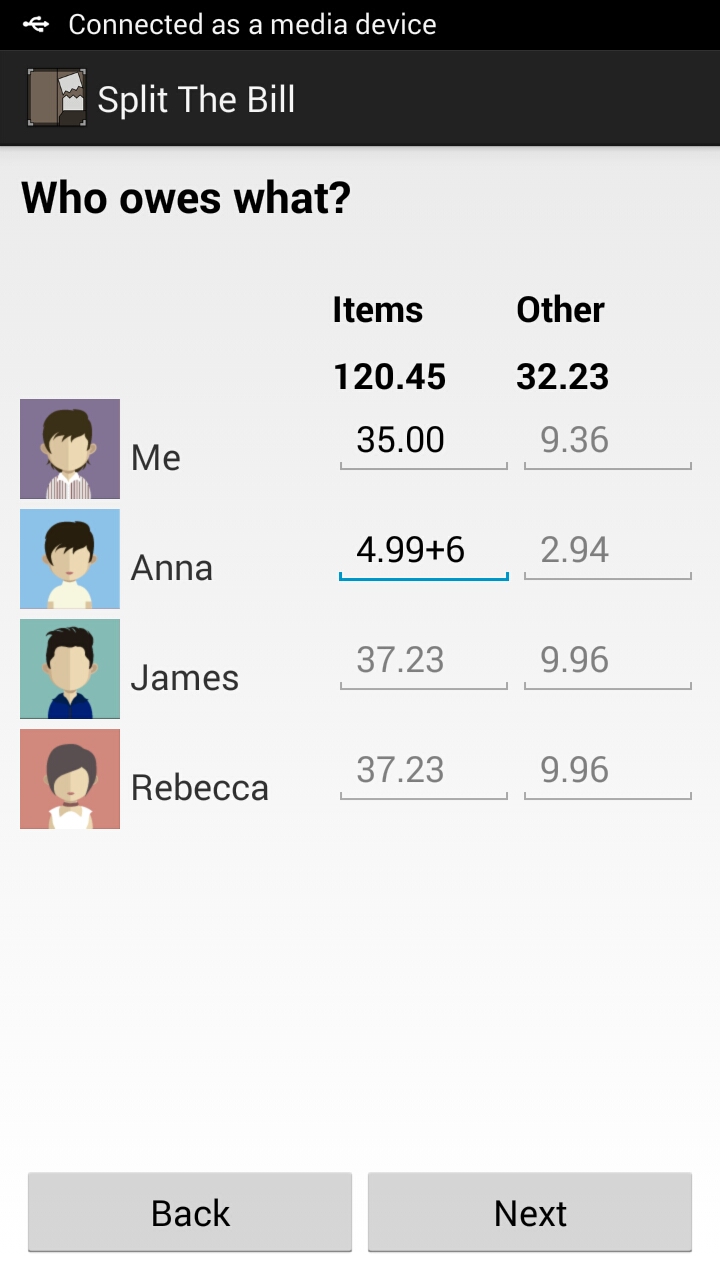 Connected as a media device
Split The Bill
Who owes what?
Items Other
120.45 32.23
Me 35.00 9.36
Anna 4.99+6 2.94
James 37.23 9.96
Rebecca 37.23 9.96
Back Next